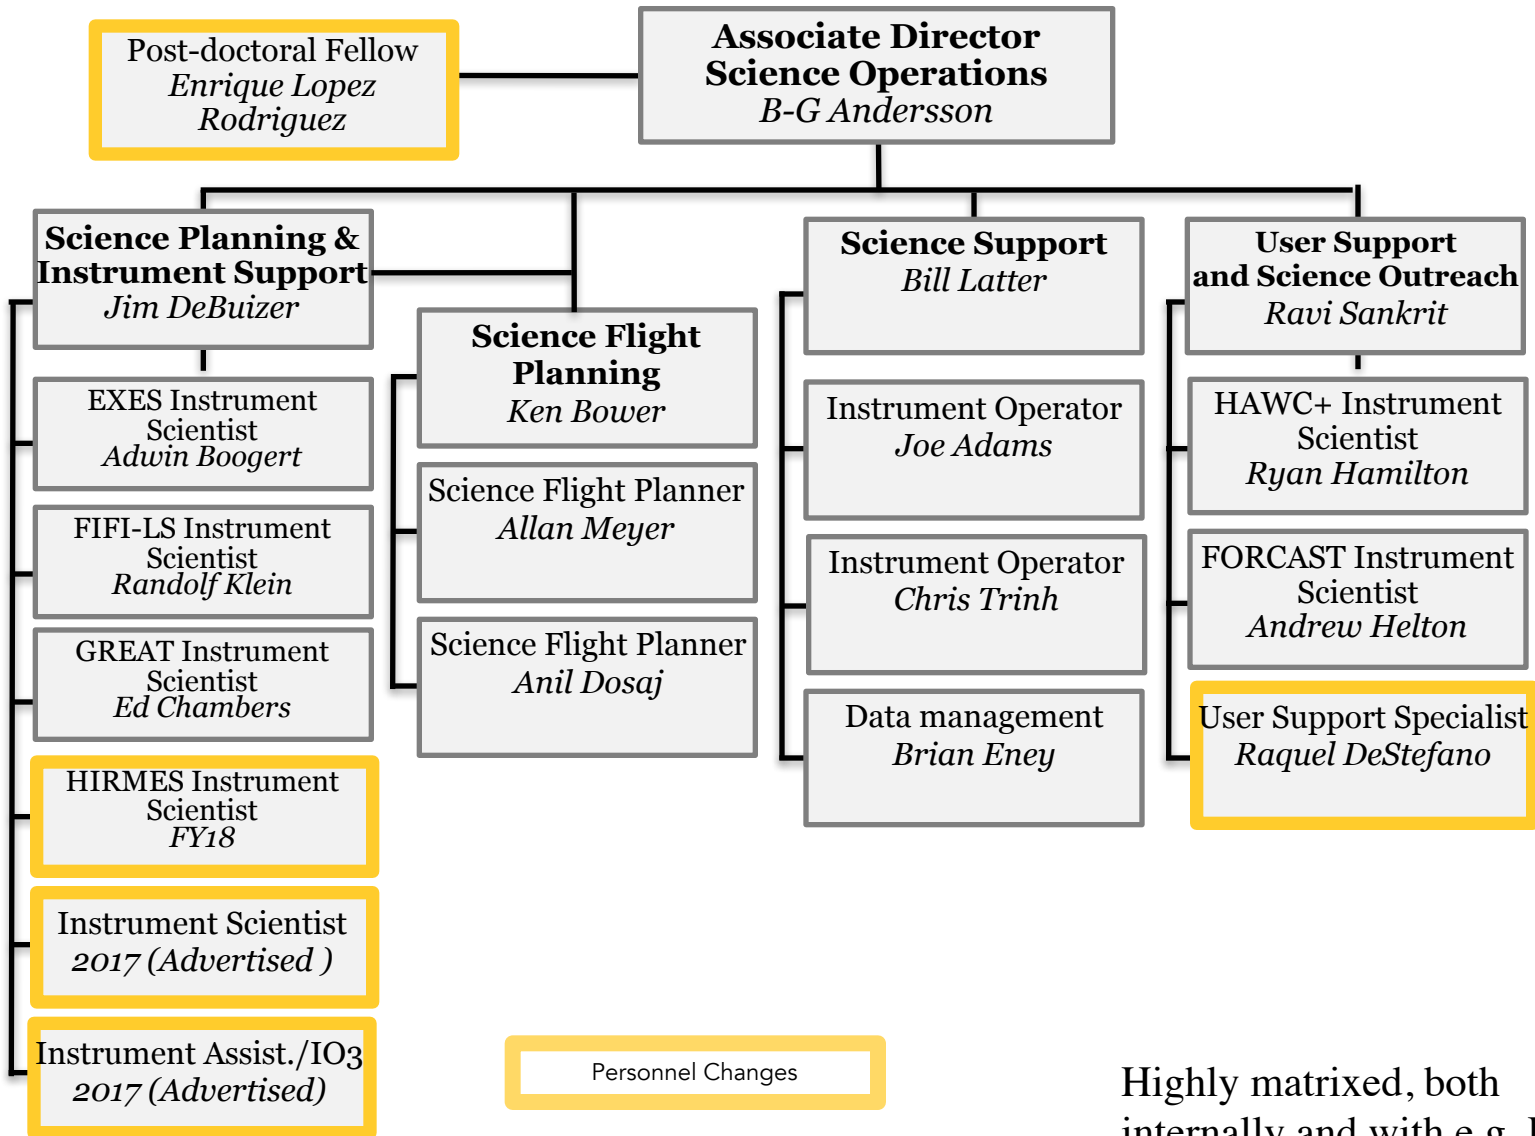 Post-doctoral Fellow
Enrique Lopez
Rodriguez
Associate Director
Science Operations
B-G Andersson
Science Planning &
Instrument Support
Jim DeBuizer
EXES Instrument
Scientist
Adwin Boogert
FIFI-LS Instrument
Scientist
Randolf Klein
GREAT Instrument
Scientist
Ed Chambers
HIRMES Instrument
Scientist
FY18
Instrument Scientist
2017 (Advertised )
Instrument Assist./IO3
2017 (Advertised)
Science Flight
Planning
Ken Bower
Science Flight Planner
Allan Meyer
Science Flight Planner
Anil Dosaj
Science Support
Bill Latter
Instrument Operator
Joe Adams
Instrument Operator
Chris Trinh
Data management
Brian Eney
User Support
and Science Outreach
Ravi Sankrit
HAWC+ Instrument
Scientist
Ryan Hamilton
FORCAST Instrument
Scientist
Andrew Helton
User Support Specialist
Raquel DeStefano
Personnel Changes
Highly matrixed, both
internally and with e.g.